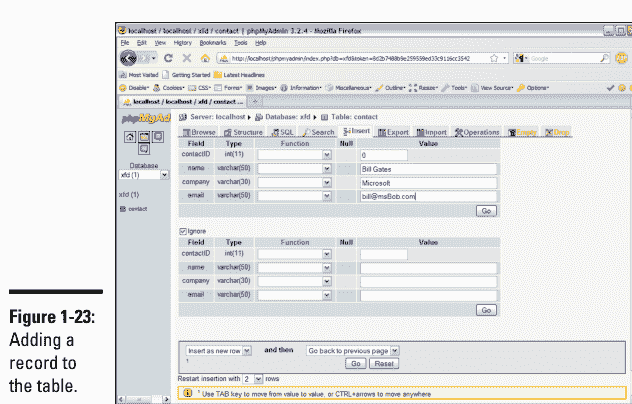 localhost / localhost / xfd / contact | phpMyAdmin 3.2.4 - Mozilla Firefox
File Edit View History Bookmarks Tools Help
Google
Most Visited Getting Started Latest Headlines
Disable Cookies CSS Forms Images Information Miscellaneous Outline Resize Tools View Source Options
localhost / localhost / xfd / contact ...
phpMyAd
Server: localhost Database: xfd Table: contact
Browse Structure SQL Search Insert Export Import Operations Empty Drop
Database
xfd (1)
xfd (1)
contact
Field Type Function Null Value
contactID int(11) 0
name varchar(50) Bill Gates
company varchar(30) Microsoft
email varchar(50) bill@msBob.com
Go
Ignore
Field Type Function Null Value
contactID int(11)
name varchar(50)
company varchar(30)
email varchar(50)
Go
Insert as new row and then Go back to previous page
Go Reset
Restart insertion with 2 rows
1 Use TAB key to move from value to value, or CTRL+arrows to move anywhere
Figure 1-23:
Adding a
record to
the table.